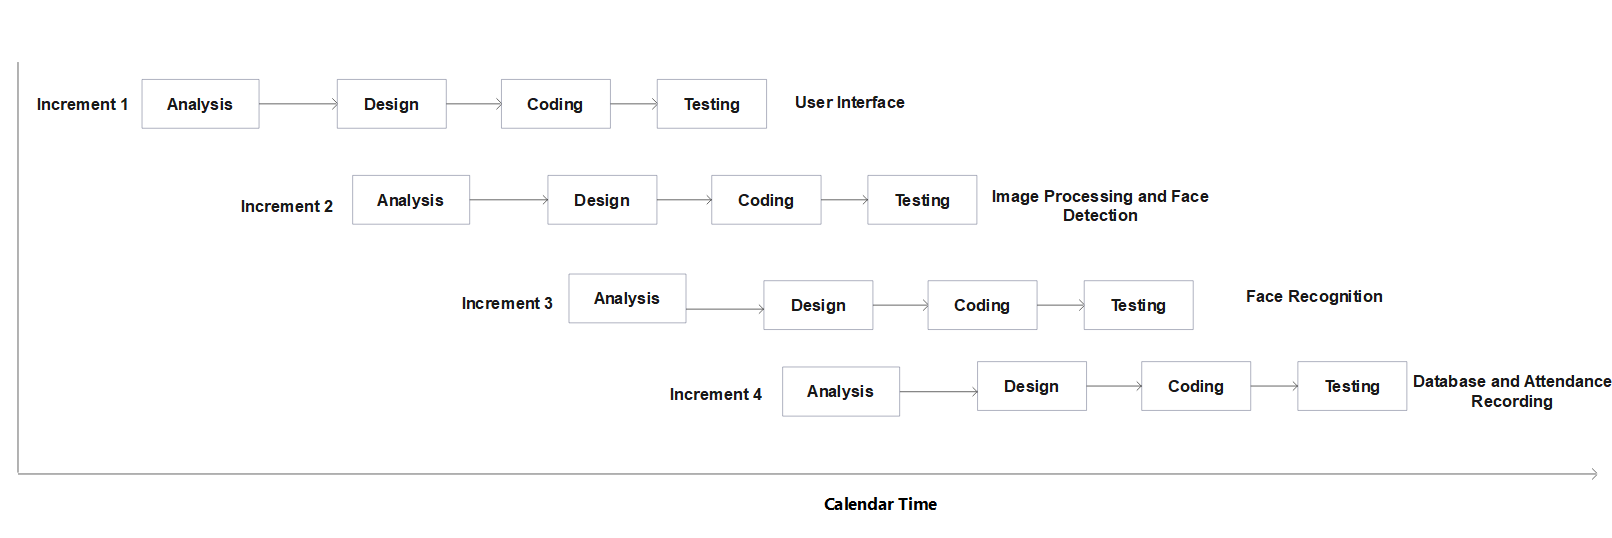 Increment 1 Analysis Design Coding Testing User Interface
Increment 2 Analysis Design Coding Testing Image Processing and Face
Detection
Increment 3 Analysis Design Coding Testing Face Recognition
Increment 4 Analysis Design Coding Testing Database and Attendance
Recording
Calendar Time